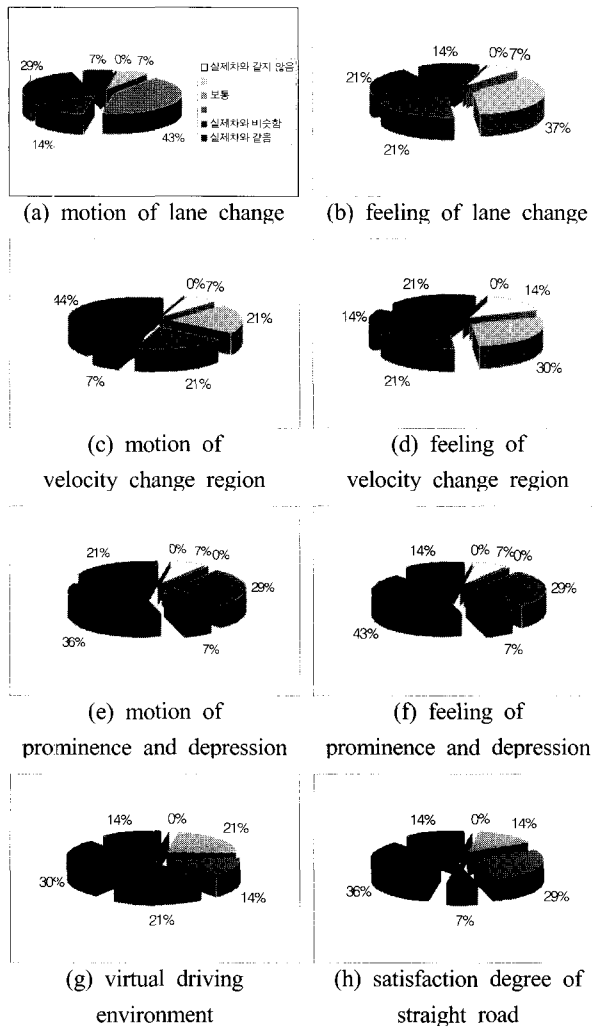 29%
7%
0%
7%
14%
43%
실제차와 같지 않음
보통
실제차와 비슷함
실제차와 같음
(a) motion of lane change
14%
0%
7%
21%
37%
21%
(b) feeling of lane change
44%
0%
7%
21%
7%
21%
(c) motion of
velocity change region
21%
0%
14%
14%
30%
21%
(d) feeling of
velocity change region
21%
0%
7%
0%
29%
36%
7%
(e) motion of
prominence and depression
14%
0%
7%
0%
29%
43%
7%
(f) feeling of
prominence and depression
14%
0%
21%
30%
14%
21%
(g) virtual driving
environment
14%
0%
14%
36%
29%
7%
(h) satisfaction degree of
straight road